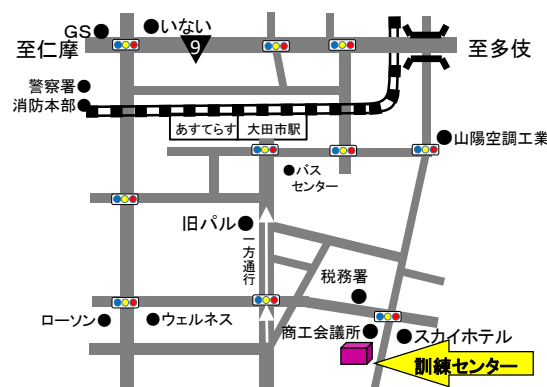 GS
いない
至仁摩
9
至多伎
警察署
消防本部
あすてらす
大田市駅
山陽空調工業
バス
センター
旧パル
一方通行
税務署
ローソン
ウェルネス
商工会議所
スカイホテル
訓練センター